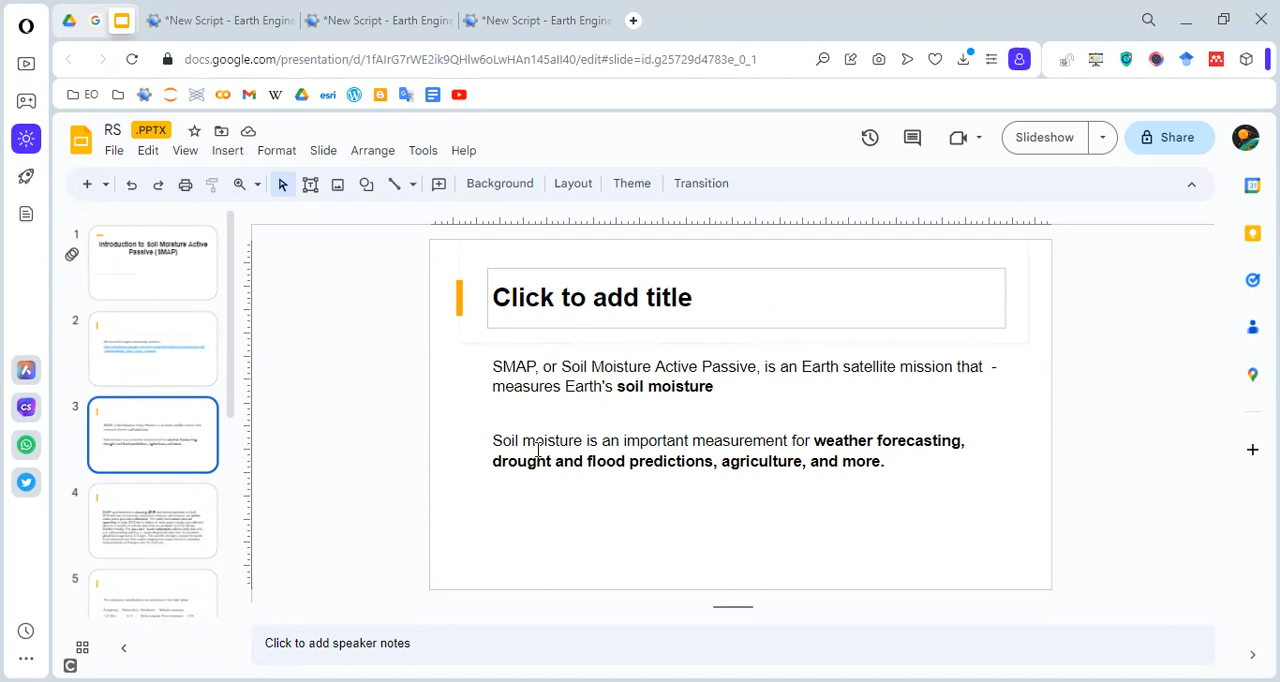 *New Script - Earth Engine
*New Script - Earth Engine
*New Script - Earth Engine
docs.google.com/presentation/d/1fAIrG7rWE2ik9QHlw6oLwHAn145aII40/edit#slide=id.g25729d4783e_0_1
EO
esri
W
RS .PPTX
File Edit View Insert Format Slide Arrange Tools Help
Slideshow
Share
Background Layout Theme Transition
1
Introduction to Soil Moisture Active
Passive (SMAP)
2
3
4
5
Click to add title
SMAP, or Soil Moisture Active Passive, is an Earth satellite mission that -
measures Earth's soil moisture
Soil moisture is an important measurement for weather forecasting,
drought and flood predictions, agriculture, and more.
Click to add speaker notes
CS